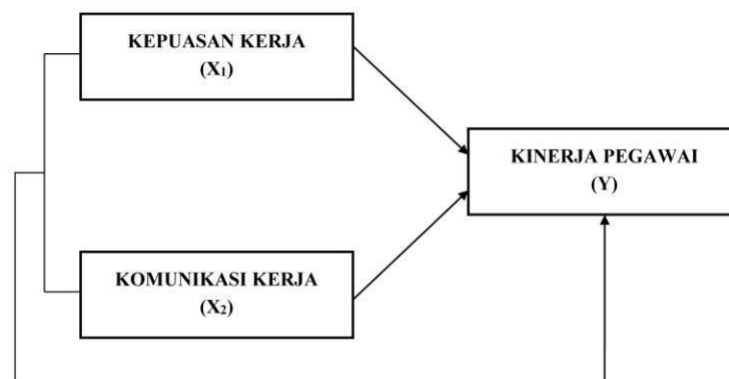 KEPUASAN KERJA
(X₁)
KINERJA PEGAWAI
(Y)
KOMUNIKASI KERJA
(X₂)